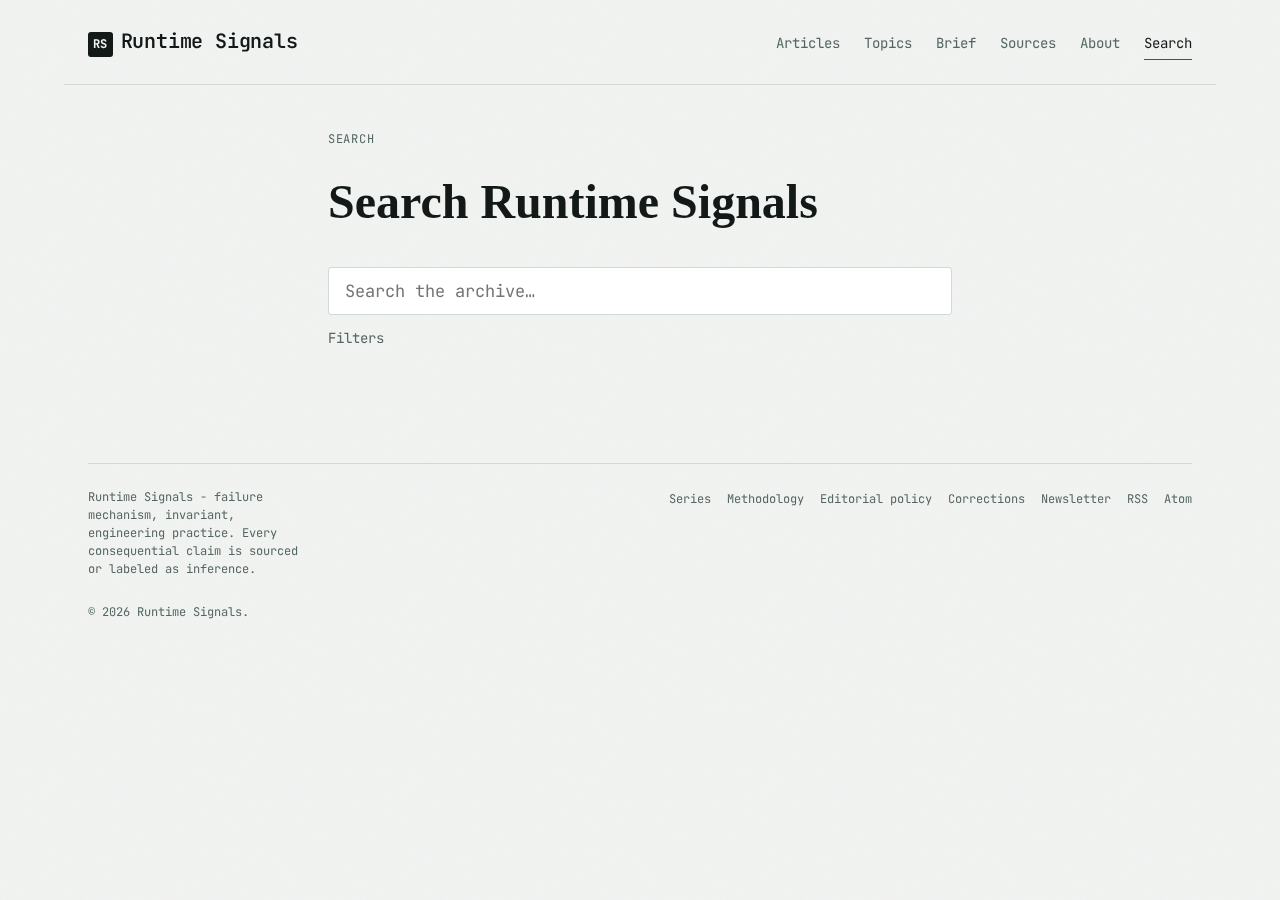 RS Runtime Signals
Articles Topics Brief Sources About Search
SEARCH
Search Runtime Signals
Search the archive…
Filters
Runtime Signals - failure
mechanism, invariant,
engineering practice. Every
consequential claim is sourced
or labeled as inference.
Series Methodology Editorial policy Corrections Newsletter RSS Atom
© 2026 Runtime Signals.